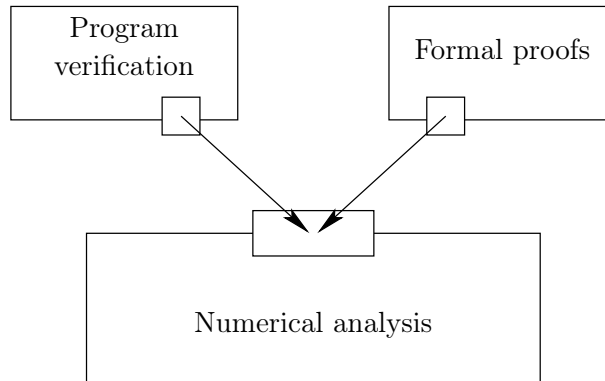 Program
verification
Formal proofs
Numerical analysis